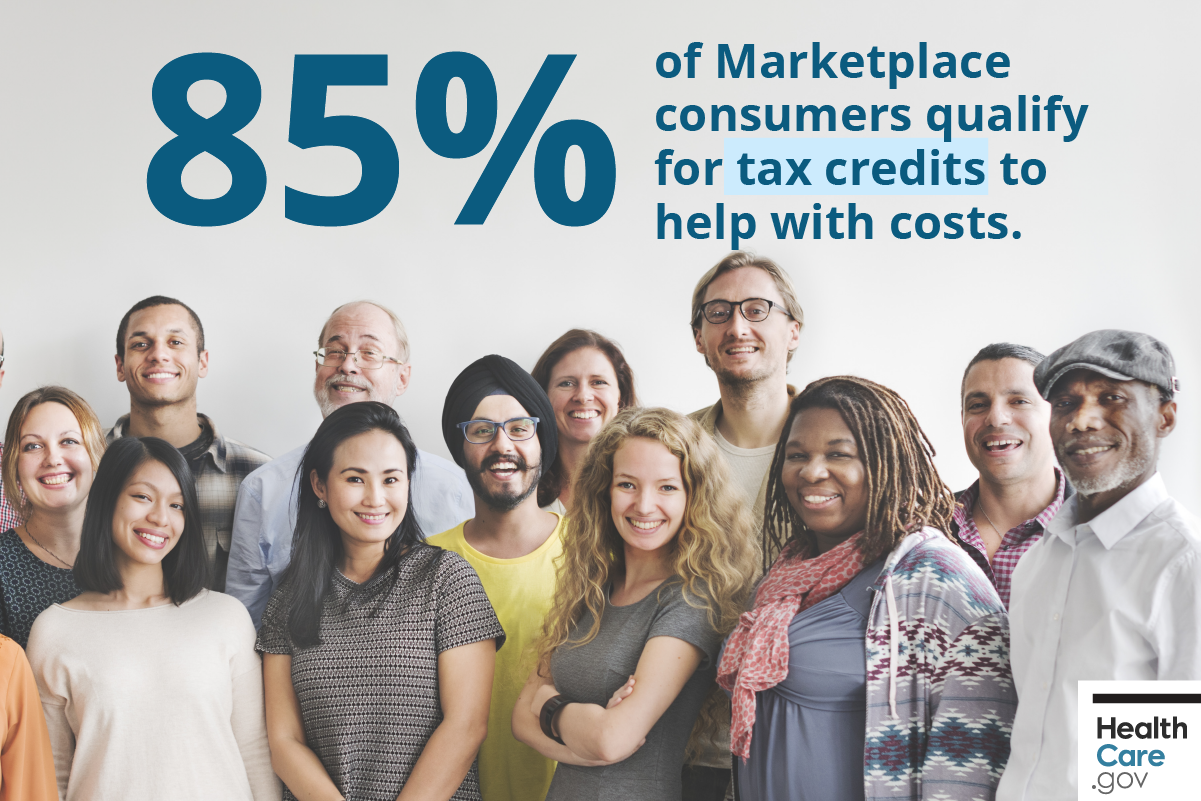 85%
of Marketplace
consumers qualify
for tax credits to
help with costs.
Health
Care
.gov